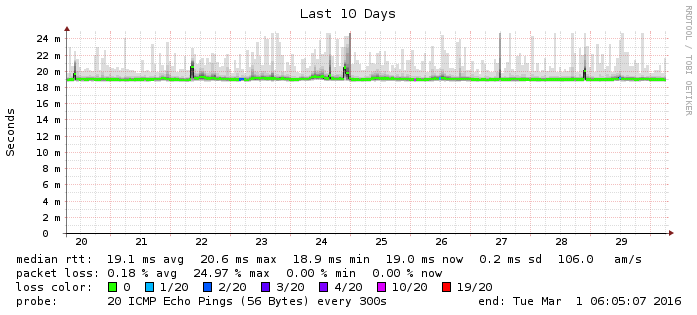 Last 10 Days
RRDTOOL / TOBI OETIKER
Seconds
24 m
22 m
20 m
18 m
16 m
14 m
12 m
10 m
8 m
6 m
4 m
2 m
0
20 21 22 23 24 25 26 27 28 29
median rtt: 19.1 ms avg 20.6 ms max 18.9 ms min 19.0 ms now 0.2 ms sd 106.0 am/s
packet loss: 0.18 % avg 24.97 % max 0.00 % min 0.00 % now
loss color: 0 1/20 2/20 3/20 4/20 10/20 19/20
probe: 20 ICMP Echo Pings (56 Bytes) every 300s end: Tue Mar 1 06:05:07 2016